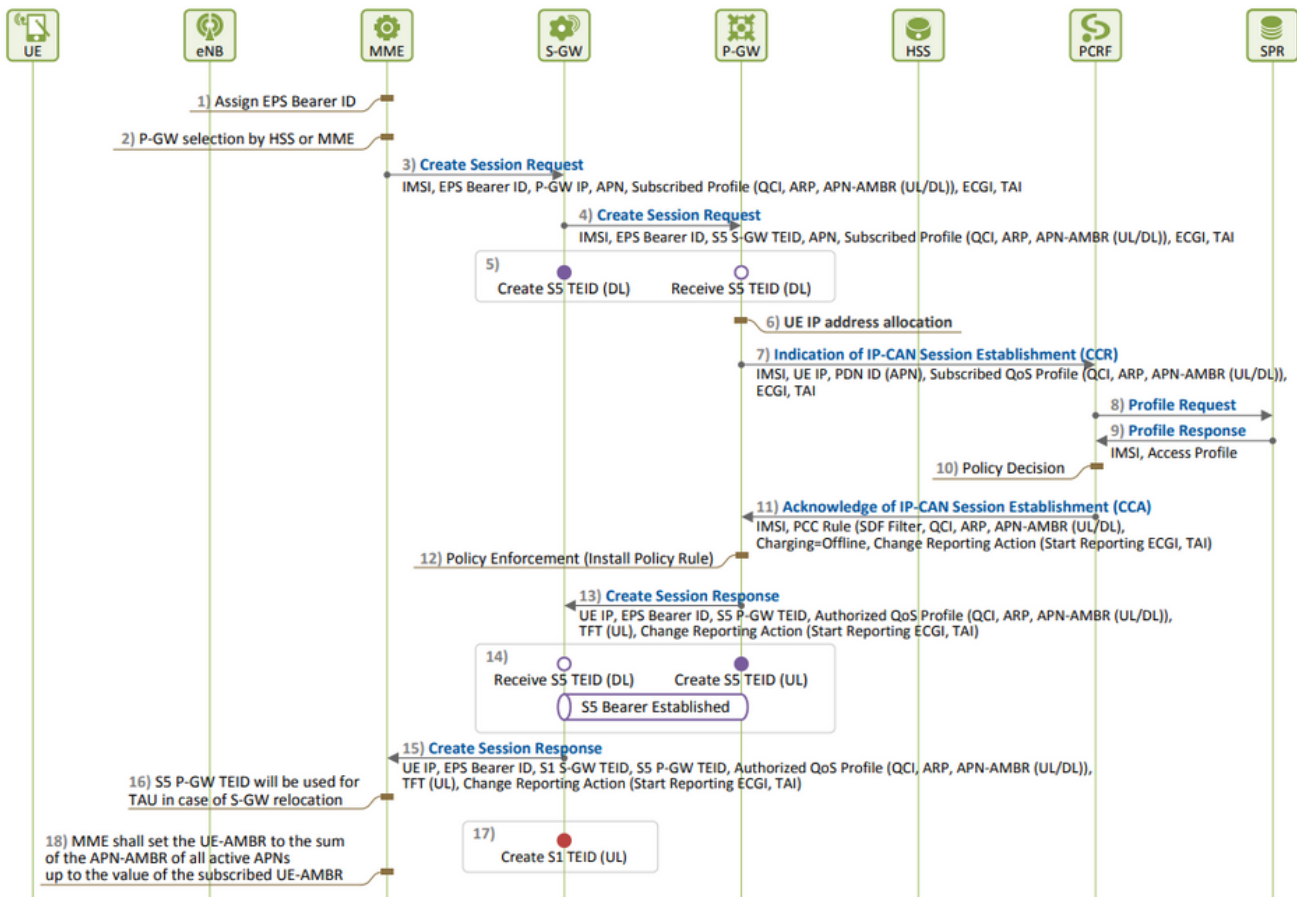 UE
eNB
MME
S-GW
P-GW
HSS
PCRF
SPR
1) Assign EPS Bearer ID
2) P-GW selection by HSS or MME
3) Create Session Request
IMSI, EPS Bearer ID, P-GW IP, APN, Subscribed Profile (QCI, ARP, APN-AMBR (UL/DL)), ECGI, TAI
4) Create Session Request
IMSI, EPS Bearer ID, S5 S-GW TEID, APN, Subscribed Profile (QCI, ARP, APN-AMBR (UL/DL)), ECGI, TAI
5)
Create S5 TEID (DL)
Receive S5 TEID (DL)
6) UE IP address allocation
7) Indication of IP-CAN Session Establishment (CCR)
IMSI, UE IP, PDN ID (APN), Subscribed QoS Profile (QCI, ARP, APN-AMBR (UL/DL)),
ECGI, TAI
8) Profile Request
9) Profile Response
IMSI, Access Profile
10) Policy Decision
11) Acknowledge of IP-CAN Session Establishment (CCA)
IMSI, PCC Rule (SDF Filter, QCI, ARP, APN-AMBR (UL/DL),
Charging=Offline, Change Reporting Action (Start Reporting ECGI, TAI)
12) Policy Enforcement (Install Policy Rule)
13) Create Session Response
UE IP, EPS Bearer ID, S5 P-GW TEID, Authorized QoS Profile (QCI, ARP, APN-AMBR (UL/DL)),
TFT (UL), Change Reporting Action (Start Reporting ECGI, TAI)
14)
Receive S5 TEID (DL)
Create S5 TEID (UL)
S5 Bearer Established
15) Create Session Response
UE IP, EPS Bearer ID, S1 S-GW TEID, S5 P-GW TEID, Authorized QoS Profile (QCI, ARP, APN-AMBR (UL/DL)),
TFT (UL), Change Reporting Action (Start Reporting ECGI, TAI)
16) S5 P-GW TEID will be used for
TAU in case of S-GW relocation
17)
Create S1 TEID (UL)
18) MME shall set the UE-AMBR to the sum
of the APN-AMBR of all active APNs
up to the value of the subscribed UE-AMBR